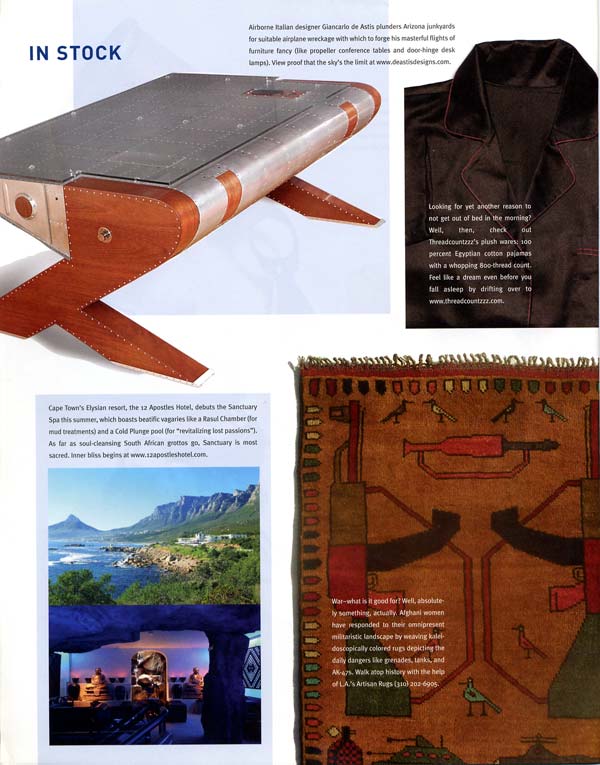 IN STOCK
Airborne Italian designer Giancarlo de Astis plunders Arizona junkyards
for suitable airplane wreckage with which to forge his masterful flights of
furniture fancy (like propeller conference tables and door-hinge desk
lamps). View proof that the sky's the limit at www.deastisdesigns.com.
Looking for yet another reason to
not get out of bed in the morning?
Well, then, check out
Threadcountzzz's plush wares: 100
percent Egyptian cotton pajamas
with a whopping 800-thread count.
Feel like a dream even before you
fall asleep by drifting over to
www.threadcountzzz.com.
Cape Town's Elysian resort, the 12 Apostles Hotel, debuts the Sanctuary
Spa this summer, which boasts beatific vagaries like a Rasul Chamber (for
mud treatments) and a Cold Plunge pool (for "revitalizing lost passions").
As far as soul-cleansing South African grottos go, Sanctuary is most
sacred. Inner bliss begins at www.12apostleshotel.com.
War–what is it good for? Well, absolute-
ly something, actually. Afghani women
have responded to their omnipresent
militaristic landscape by weaving kalei-
doscopically colored rugs depicting the
daily dangers like grenades, tanks, and
AK-47s. Walk atop history with the help
of L.A.'s Artisan Rugs (310) 202-6905.